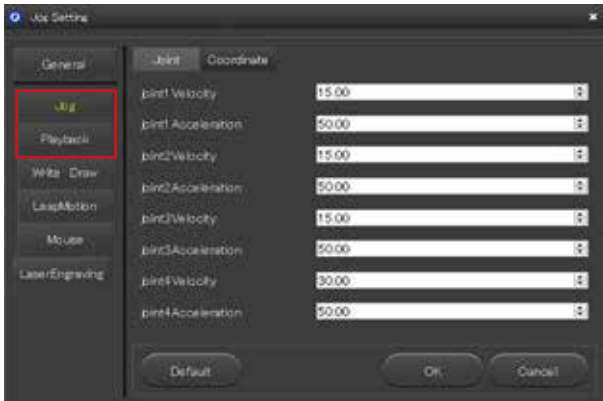 Jog Setting
General
Jog
Playback
Write Draw
LeapMotion
Mouse
LaserEngraving
Joint Coordinate
joint1 Velocity 15.00
joint1 Acceleration 50.00
joint2Velocity 15.00
joint2Acceleration 50.00
joint3Velocity 15.00
joint3Acceleration 50.00
joint4Velocity 30.00
joint4Acceleration 50.00
Default OK Cancel